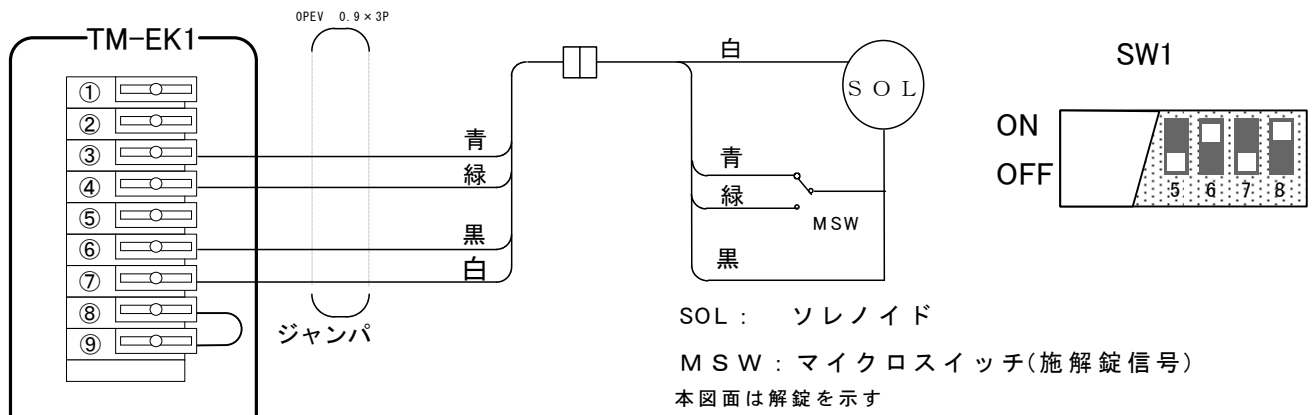 OPEV 0.9×3P
TM-EK1
①
②
③
④
⑤
⑥
⑦
⑧
⑨
青
緑
黒
白
ジャンパ
白
SOL
青
緑
MSW
黒
SOL: ソレノイド
MSW:マイクロスイッチ(施解錠信号)
本図面は解錠を示す
SW1
ON
OFF
5 6 7 8